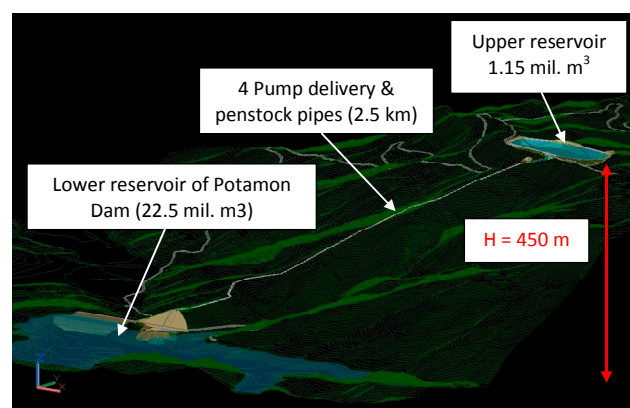 Upper reservoir
1.15 mil. m³
4 Pump delivery &
penstock pipes (2.5 km)
Lower reservoir of Potamon
Dam (22.5 mil. m3)
H = 450 m